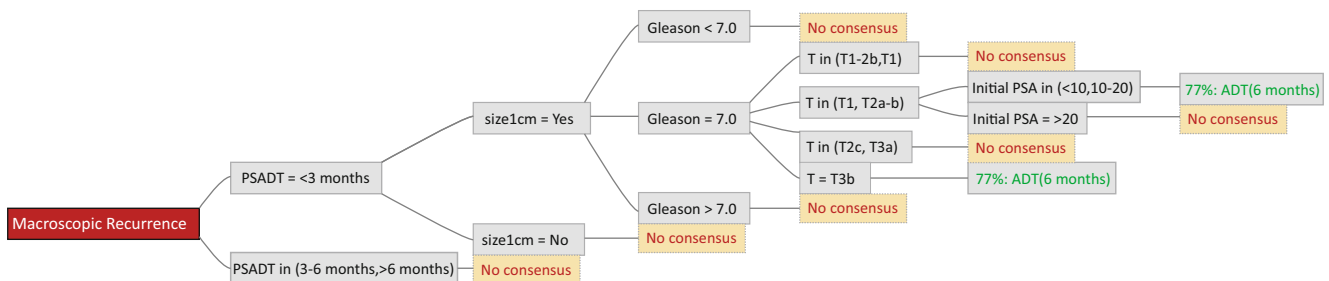 Gleason < 7.0
No consensus
T in (T1-2b,T1)
No consensus
Initial PSA in (<10,10-20)
77%: ADT(6 months)
size1cm = Yes
Gleason = 7.0
T in (T1, T2a-b)
Initial PSA = >20
No consensus
T in (T2c, T3a)
No consensus
PSADT = <3 months
T = T3b
77%: ADT(6 months)
Gleason > 7.0
No consensus
Macroscopic Recurrence
size1cm = No
No consensus
PSADT in (3-6 months,>6 months)
No consensus